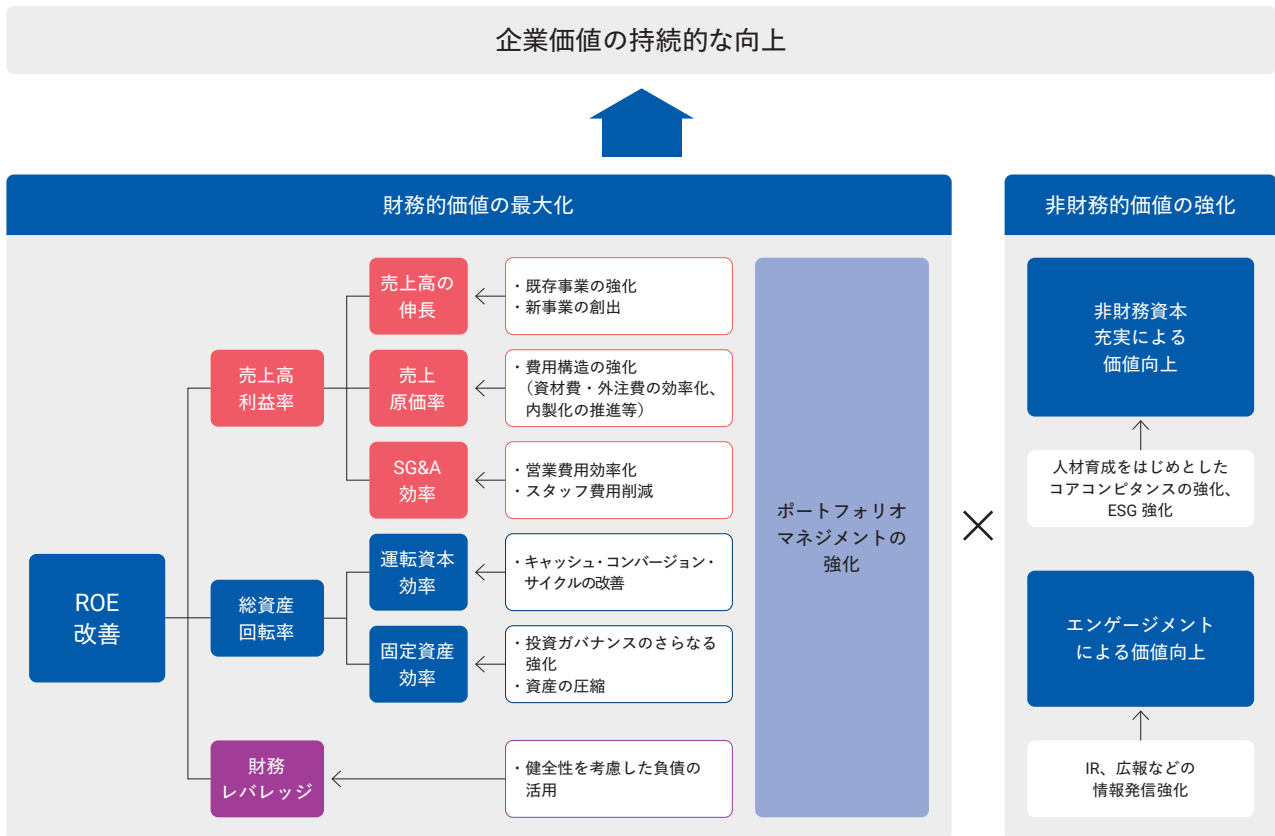 企業価値の持続的な向上
財務的価値の最大化
ROE
改善
売上高
利益率
売上高の
伸長
・既存事業の強化
・新事業の創出
売上
原価率
・費用構造の強化
（資材費・外注費の効率化、
内製化の推進等）
SG&A
効率
・営業費用効率化
・スタッフ費用削減
総資産
回転率
運転資本
効率
・キャッシュ・コンバージョン・
サイクルの改善
固定資産
効率
・投資ガバナンスのさらなる
強化
・資産の圧縮
財務
レバレッジ
・健全性を考慮した負債の
活用
ポートフォリオ
マネジメントの
強化
×
非財務的価値の強化
非財務資本
充実による
価値向上
人材育成をはじめとした
コアコンピタンスの強化、
ESG 強化
エンゲージメント
による価値向上
IR、広報などの
情報発信強化